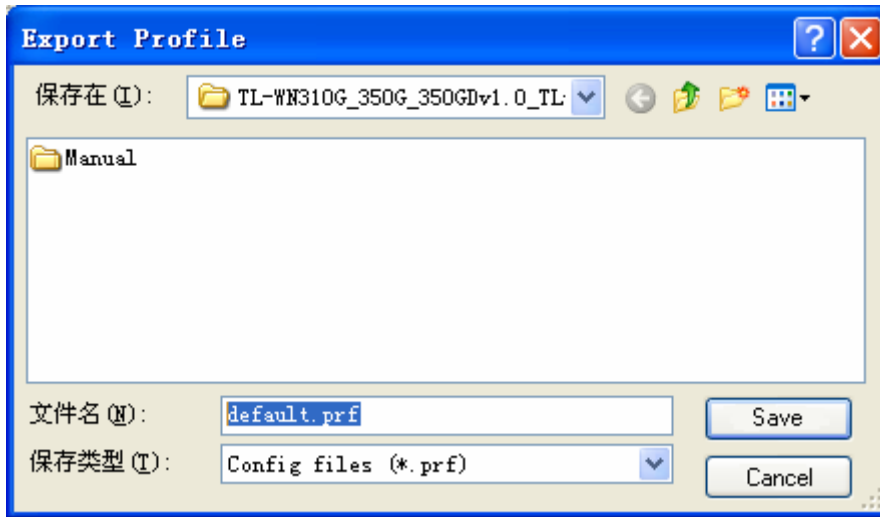 Export Profile
保存在(I): TL-WN310G_350G_350GDv1.0_TL-
Manual
文件名(N): default.prf Save
保存类型(T): Config files (*.prf) Cancel